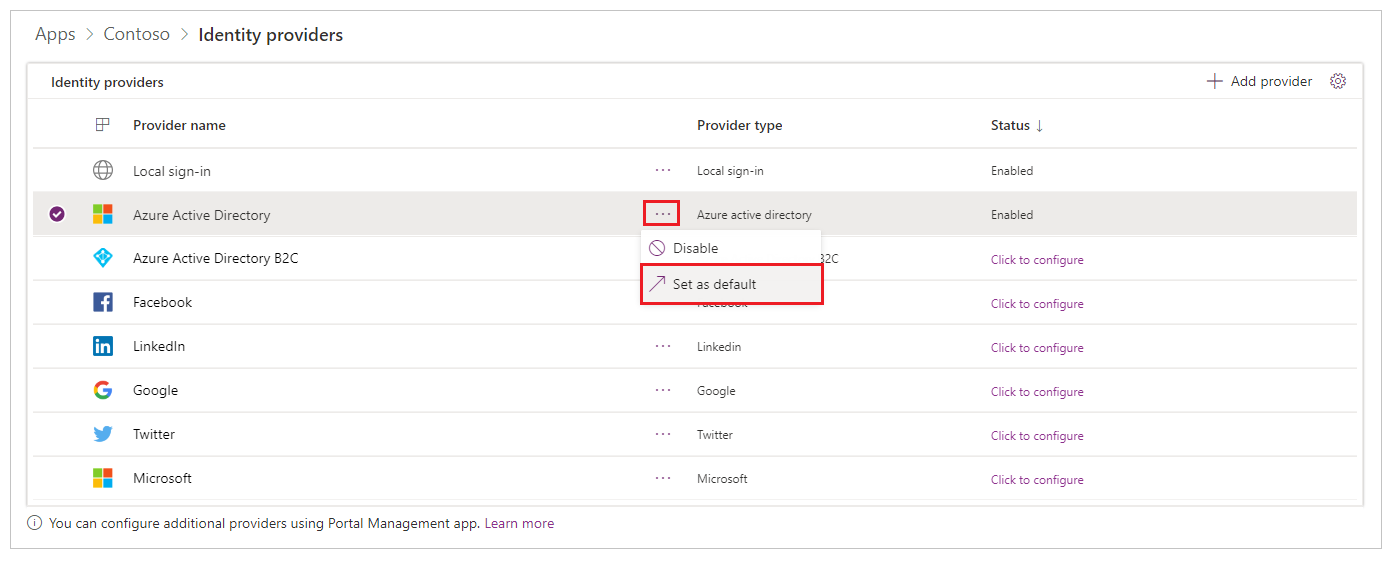 Apps > Contoso > Identity providers
Identity providers
Add provider
Provider name Provider type Status ↓
Local sign-in ... Local sign-in Enabled
Azure Active Directory ... Azure active directory Enabled
Disable
Azure Active Directory B2C B2C Click to configure
Set as default
Facebook Facebook Click to configure
LinkedIn ... Linkedin Click to configure
Google ... Google Click to configure
Twitter ... Twitter Click to configure
Microsoft ... Microsoft Click to configure
You can configure additional providers using Portal Management app. Learn more